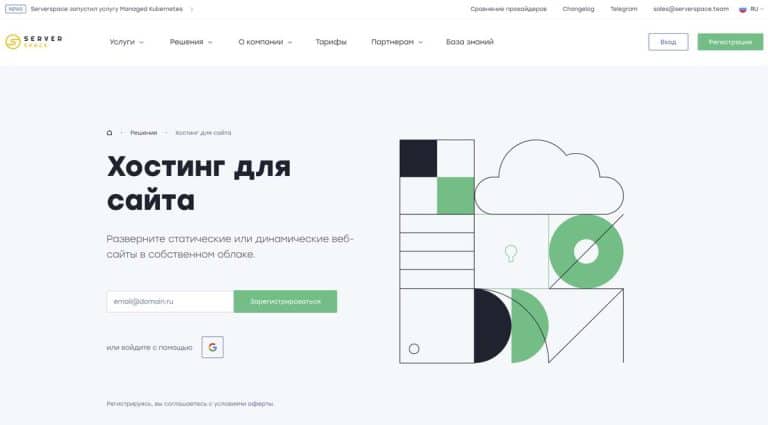 NEWS Serverspace запустил услугу Managed Kubernetes
Сравнение провайдеров Changelog Telegram sales@serverspace.team RU
SERVER
SPACE
Услуги Решения О компании Тарифы Партнерам База знаний
Вход Регистрация
Решения Хостинг для сайта
Хостинг для
сайта
Разверните статические или динамические веб-
сайты в собственном облаке.
email@domain.ru Зарегистрироваться
или войдите с помощью G
Регистрируясь, вы соглашаетесь с условиями оферты.